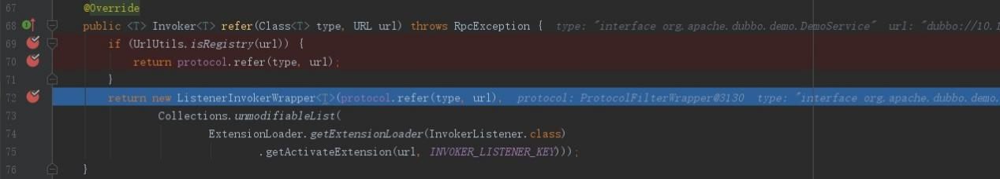 67 @Override
68 public <T> Invoker<T> refer(Class<T> type, URL url) throws RpcException { type: "interface org.apache.dubbo.demo.DemoService" url: "dubbo://10.1
69 if (UrlUtils.isRegistry(url)) {
70 return protocol.refer(type, url);
71 }
72 return new ListenerInvokerWrapper<T>(protocol.refer(type, url), protocol: ProtocolFilterWrapper@3130 type: "interface org.apache.dubbo.demo.
73 Collections.unmodifiableList(
74 ExtensionLoader.getExtensionLoader(InvokerListener.class)
75 .getActivateExtension(url, INVOKER_LISTENER_KEY)));
76 }